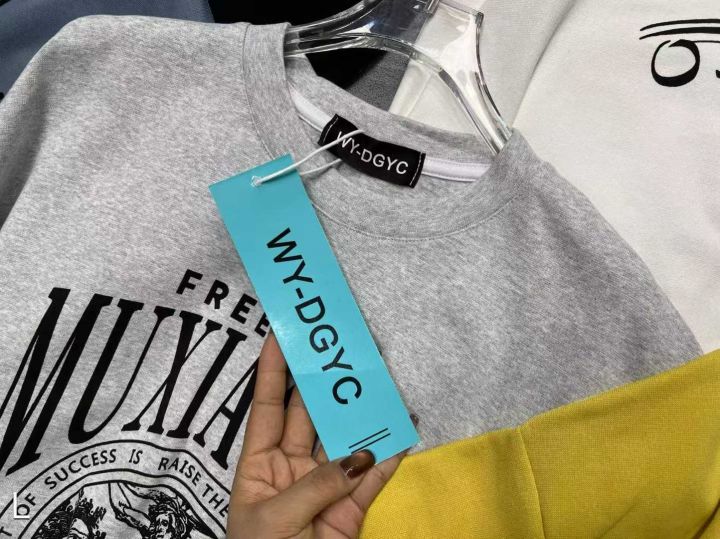 WY-DGYC
WY-DGYC
FREE
MUXIA
OF SUCCESS IS RAISE THE
b